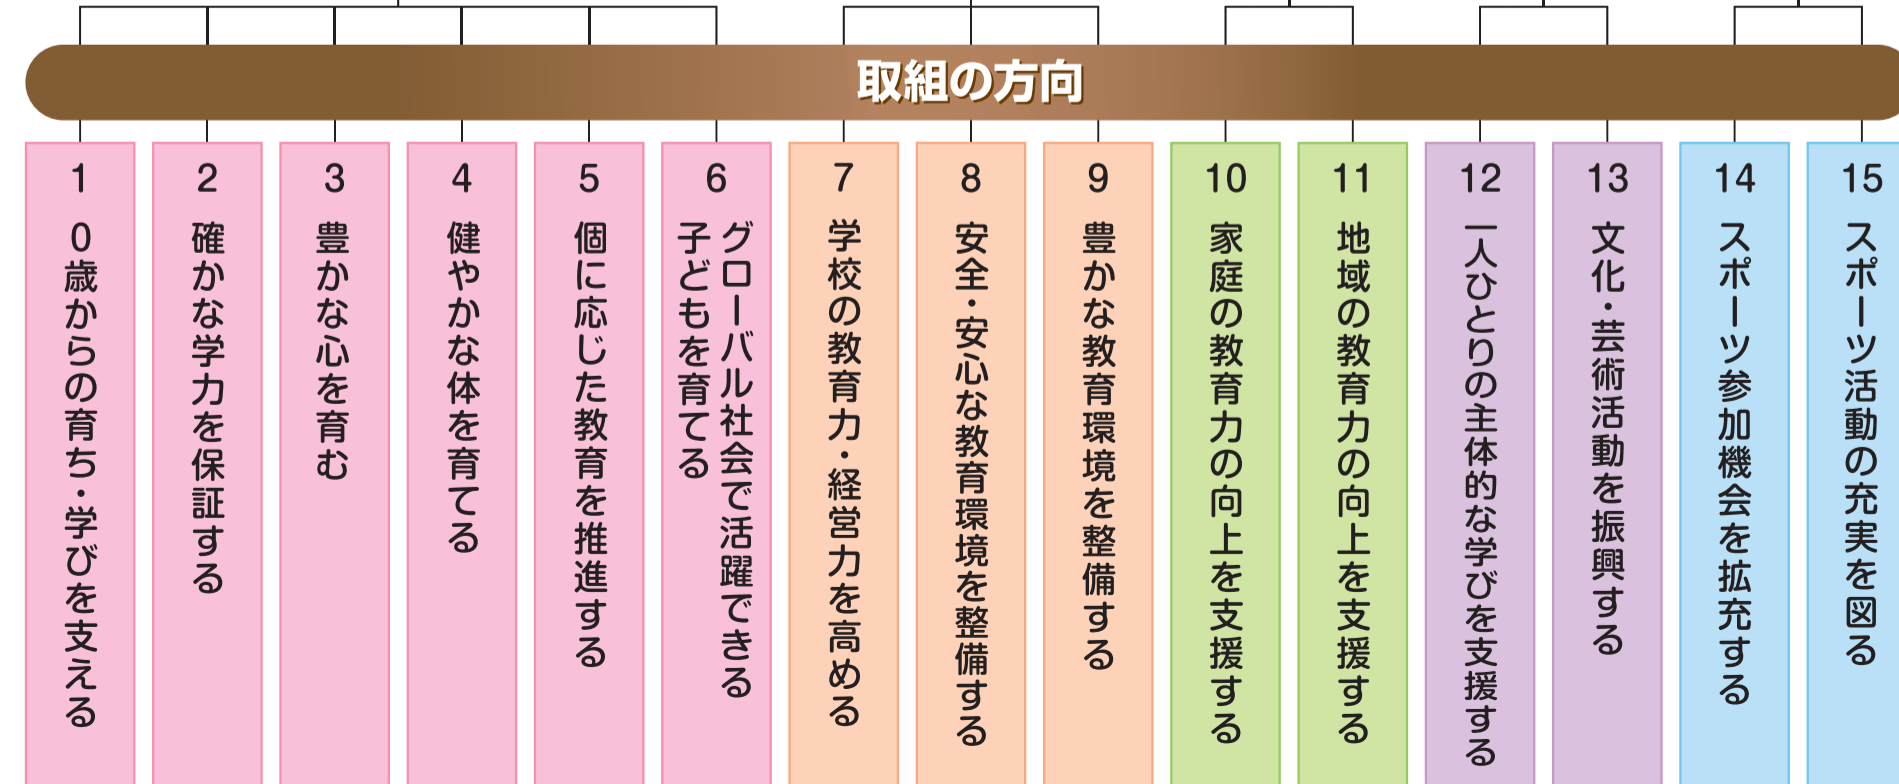 取組の方向
1
0歳からの育ち・学びを支える
2
確かな学力を保証する
3
豊かな心を育む
4
健やかな体を育てる
5
個に応じた教育を推進する
6
グローバル社会で活躍できる
子どもを育てる
7
学校の教育力・経営力を高める
8
安全・安心な教育環境を整備する
9
豊かな教育環境を整備する
10
家庭の教育力の向上を支援する
11
地域の教育力の向上を支援する
12
一人ひとりの主体的な学びを支援する
13
文化・芸術活動を振興する
14
スポーツ参加機会を拡充する
15
スポーツ活動の充実を図る